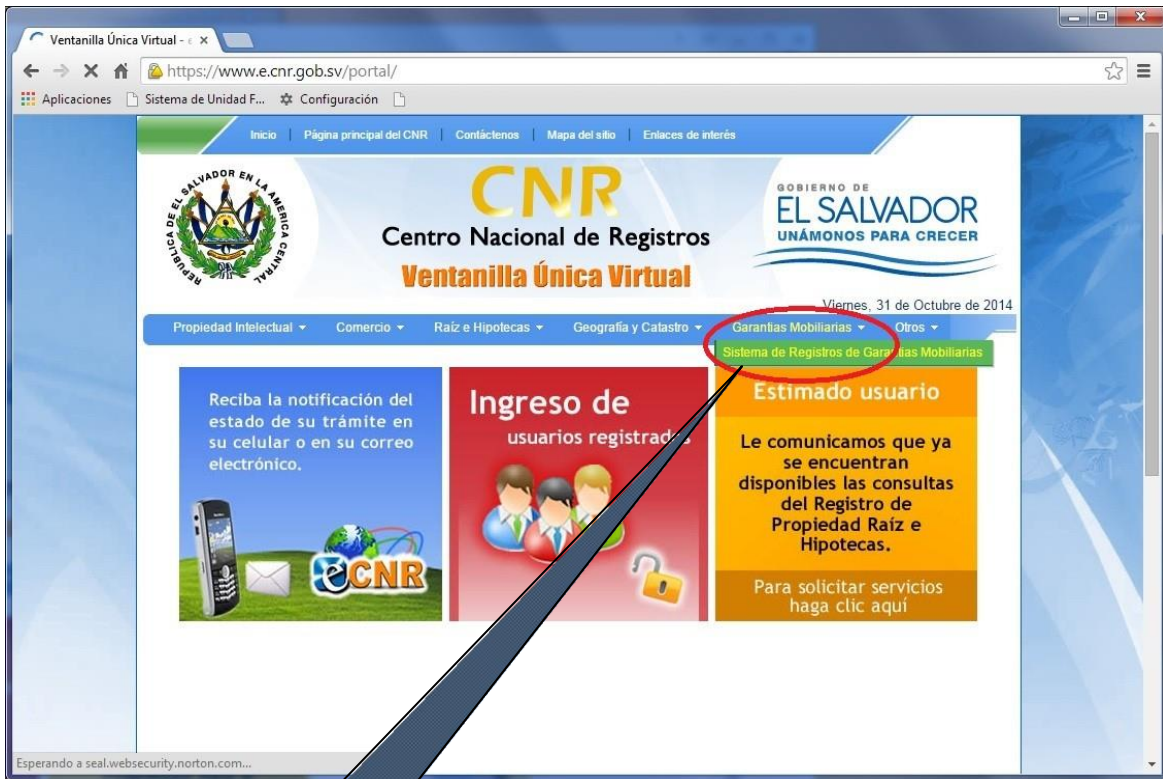 Ventanilla Única Virtual - e
https://www.e.cnr.gob.sv/portal/
Aplicaciones Sistema de Unidad F... Configuración
Inicio | Página principal del CNR | Contáctenos | Mapa del sitio | Enlaces de interés
REPUBLICA DE EL SALVADOR EN LA AMERICA CENTRAL
CNR
Centro Nacional de Registros
Ventanilla Única Virtual
GOBIERNO DE
EL SALVADOR
UNÁMONOS PARA CRECER
Viernes, 31 de Octubre de 2014
Propiedad Intelectual Comercio Raíz e Hipotecas Geografía y Catastro Garantias Mobiliarias Otros
Sistema de Registros de Garantias Mobiliarias
Reciba la notificación del
estado de su trámite en
su celular o en su correo
electrónico.
eCNR
Ingreso de
usuarios registrados
Estimado usuario
Le comunicamos que ya
se encuentran
disponibles las consultas
del Registro de
Propiedad Raíz e
Hipotecas.
Para solicitar servicios
haga clic aquí
Esperando a seal.websecurity.norton.com...